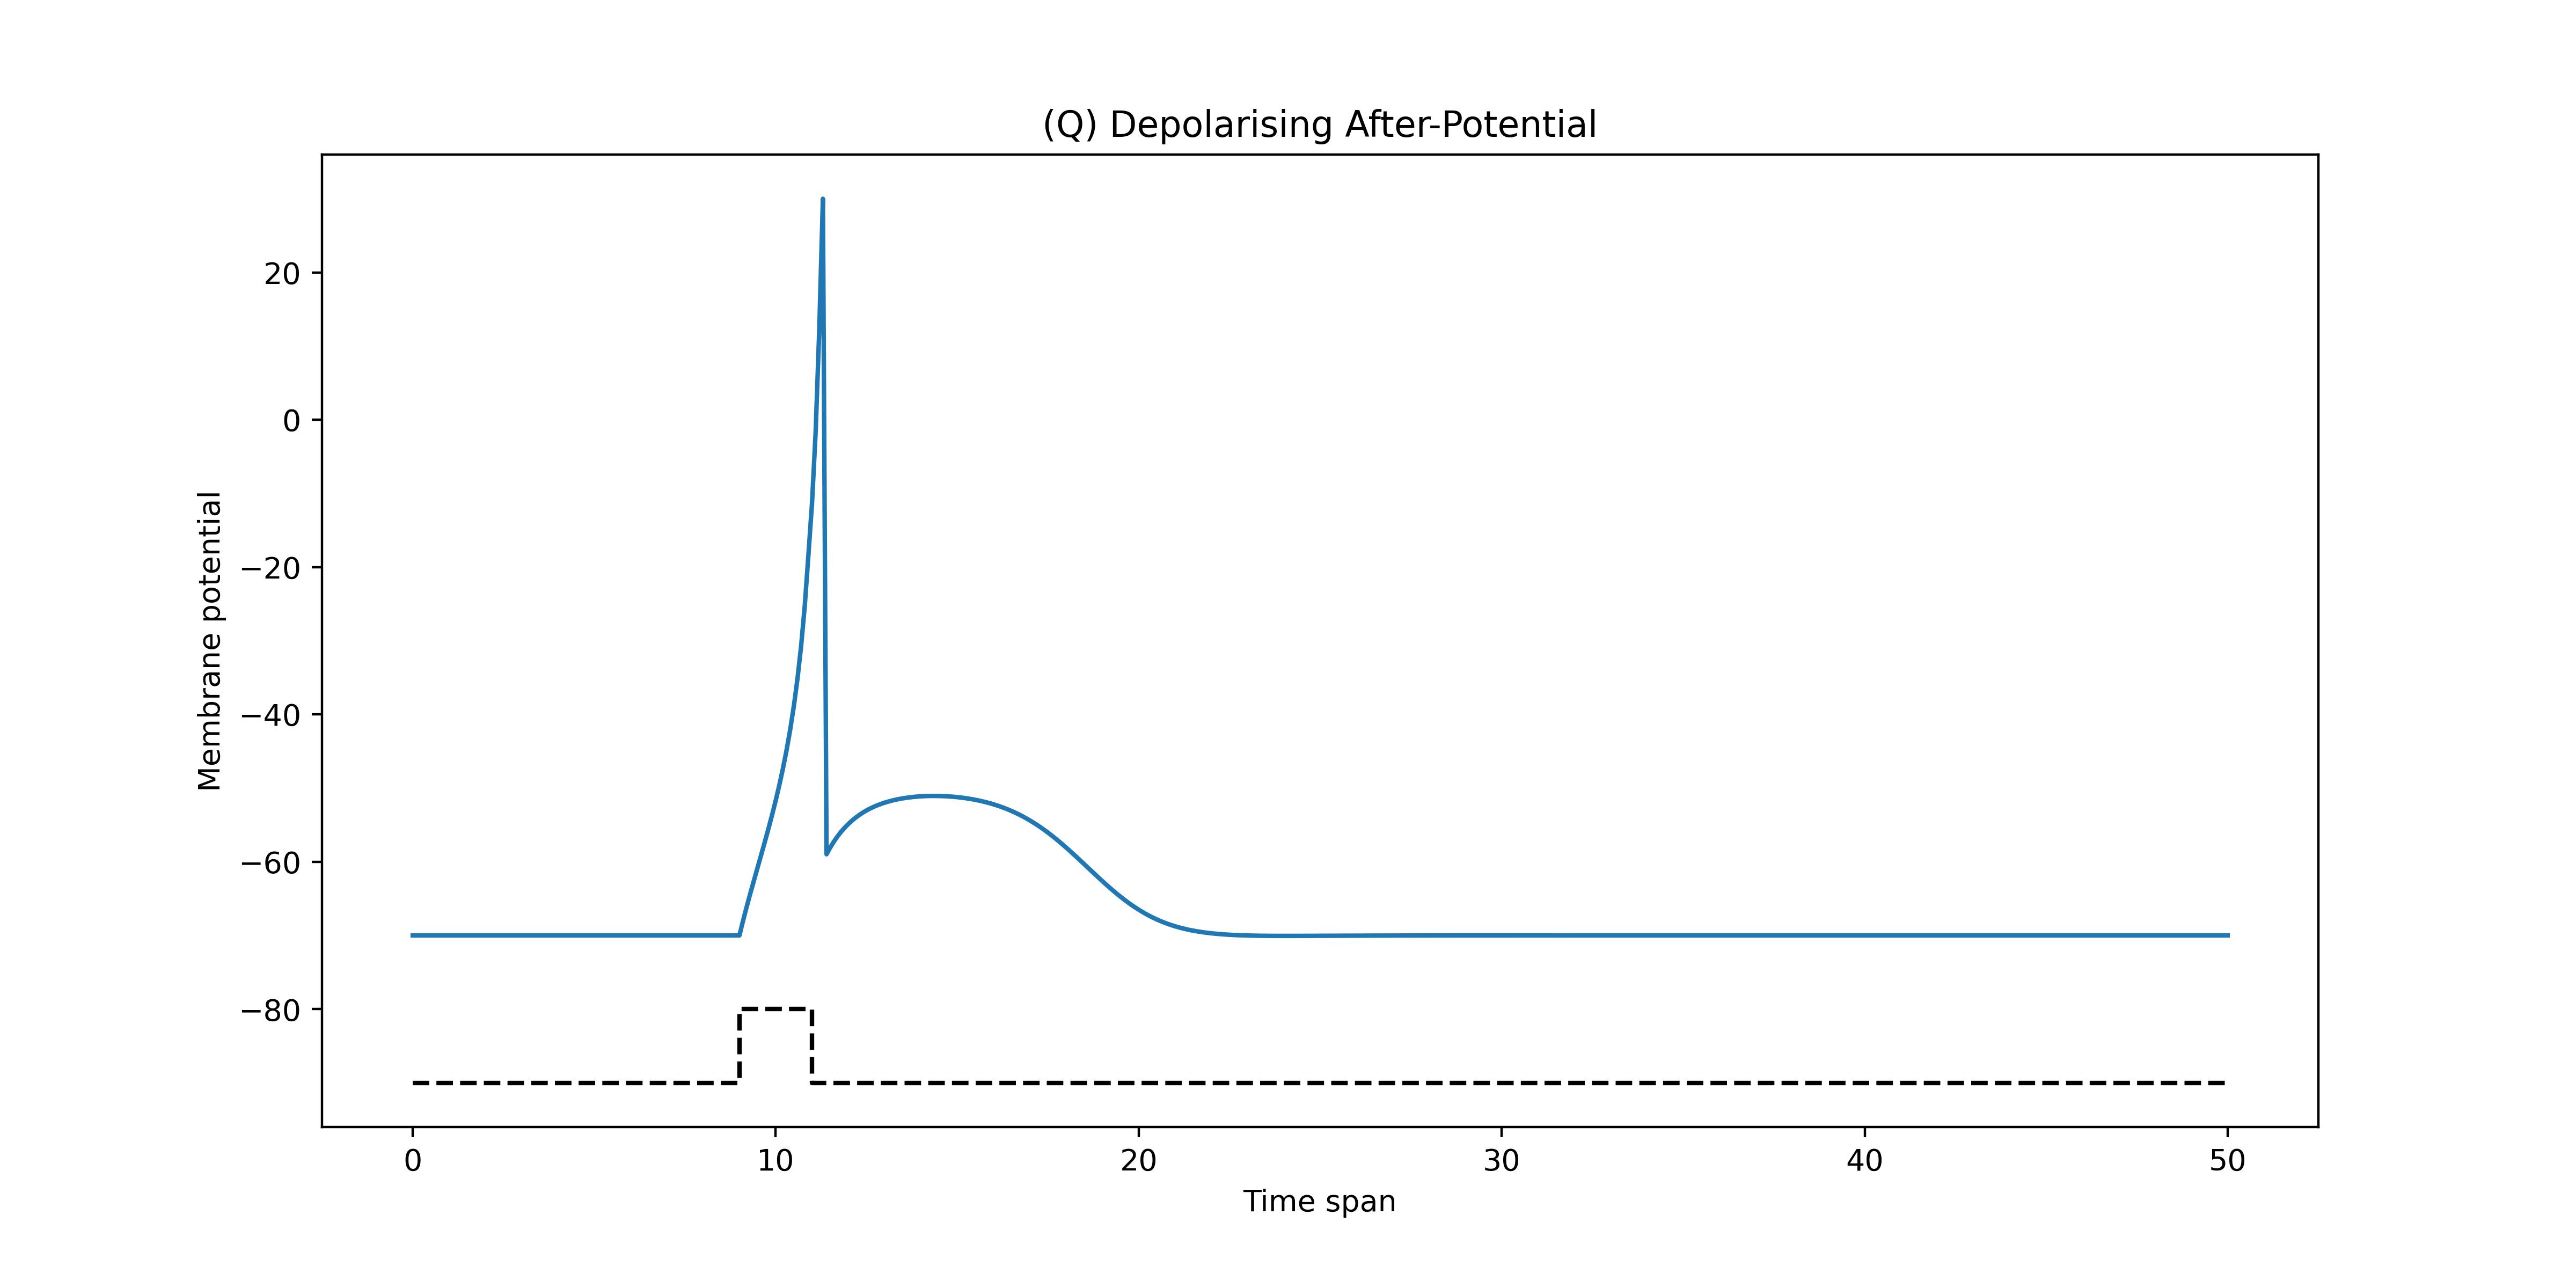 (Q) Depolarising After-Potential
Membrane potential
20
0
−20
−40
−60
−80
0 10 20 30 40 50
Time span